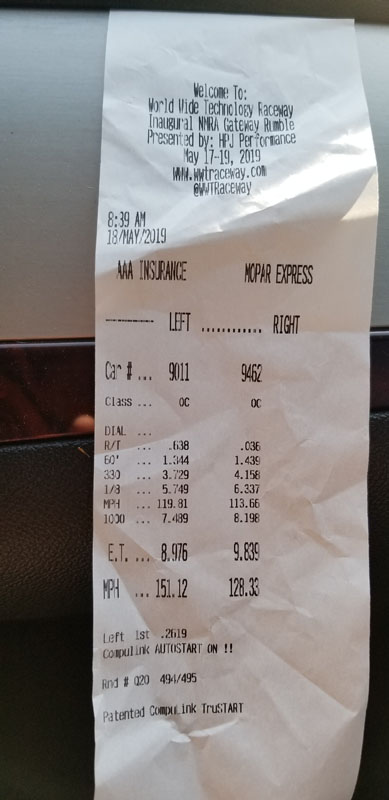 Welcome To:
World Wide Technology Raceway
Inaugural NMRA Gateway Rumble
Presented by: HPJ Performance
May 17-19, 2019
www.wwtraceway.com
@WWTRaceway
8:39 AM
18/MAY/2019
AAA INSURANCE MOPAR EXPRESS
--------- LEFT ............ RIGHT
Car # ... 9011 9462
Class ... OC OC
DIAL ...
R/T ... .638 .036
60' ... 1.344 1.439
330 ... 3.729 4.158
1/8 ... 5.749 6.337
MPH ... 119.81 113.66
1000 ... 7.489 8.198
E.T. ... 8.976 9.839
MPH ... 151.12 128.33
Left 1st .2619
Compulink AUTOSTART ON !!
Rnd # Q20 494/495
Patented CompuLink TruSTART